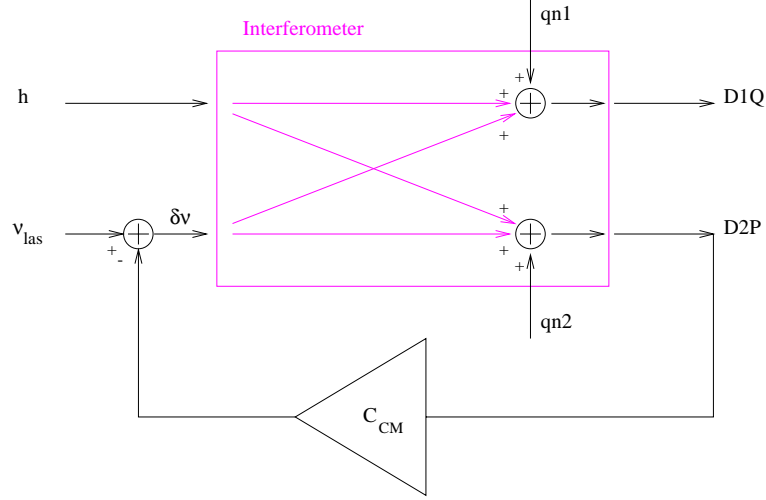 qn1
Interferometer
h
D1Q
+
+
+
ν_las
δν
D2P
+
-
+
+
+
qn2
C_CM